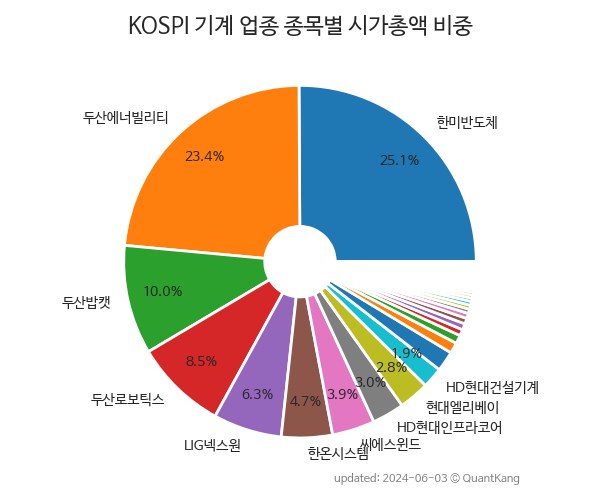 KOSPI 기계 업종 종목별 시가총액 비중
한미반도체
25.1%
두산에너빌리티
23.4%
두산밥캣
10.0%
두산로보틱스
8.5%
LIG넥스원
6.3%
한온시스템
4.7%
씨에스윈드
3.9%
HD현대인프라코어
3.0%
현대엘리베이
2.8%
HD현대건설기계
1.9%
updated: 2024-06-03 © QuantKang